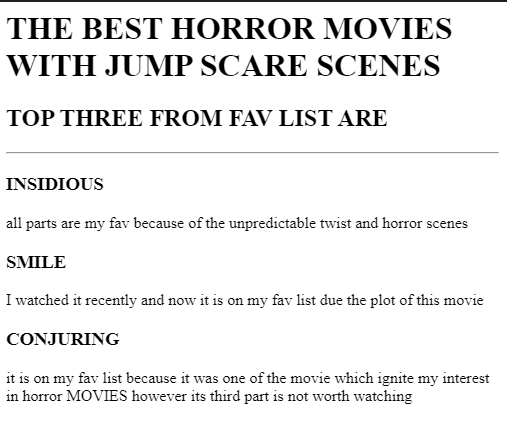 THE BEST HORROR MOVIES
WITH JUMP SCARE SCENES
TOP THREE FROM FAV LIST ARE
INSIDIOUS
all parts are my fav because of the unpredictable twist and horror scenes
SMILE
I watched it recently and now it is on my fav list due the plot of this movie
CONJURING
it is on my fav list because it was one of the movie which ignite my interest
in horror MOVIES however its third part is not worth watching